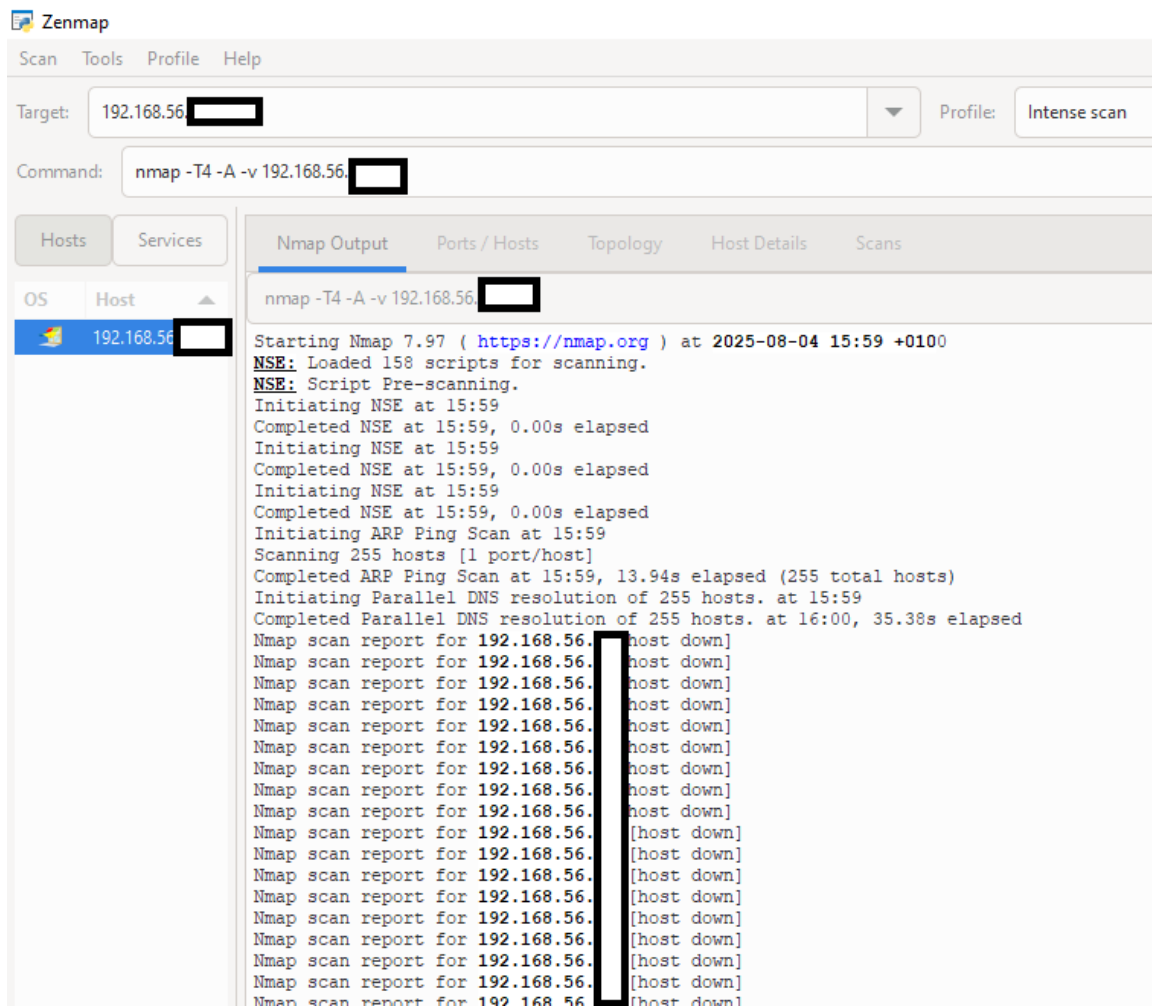 Zenmap
Scan Tools Profile Help
Target: 192.168.56. Profile: Intense scan
Command: nmap -T4 -A -v 192.168.56.
Hosts Services
Nmap Output Ports / Hosts Topology Host Details Scans
nmap -T4 -A -v 192.168.56.
OS Host
192.168.56
Starting Nmap 7.97 ( https://nmap.org ) at 2025-08-04 15:59 +0100
NSE: Loaded 158 scripts for scanning.
NSE: Script Pre-scanning.
Initiating NSE at 15:59
Completed NSE at 15:59, 0.00s elapsed
Initiating NSE at 15:59
Completed NSE at 15:59, 0.00s elapsed
Initiating NSE at 15:59
Completed NSE at 15:59, 0.00s elapsed
Initiating ARP Ping Scan at 15:59
Scanning 255 hosts [1 port/host]
Completed ARP Ping Scan at 15:59, 13.94s elapsed (255 total hosts)
Initiating Parallel DNS resolution of 255 hosts. at 15:59
Completed Parallel DNS resolution of 255 hosts. at 16:00, 35.38s elapsed
Nmap scan report for 192.168.56. host down]
Nmap scan report for 192.168.56. host down]
Nmap scan report for 192.168.56. host down]
Nmap scan report for 192.168.56. host down]
Nmap scan report for 192.168.56. host down]
Nmap scan report for 192.168.56. host down]
Nmap scan report for 192.168.56. host down]
Nmap scan report for 192.168.56. host down]
Nmap scan report for 192.168.56. host down]
Nmap scan report for 192.168.56. [host down]
Nmap scan report for 192.168.56. [host down]
Nmap scan report for 192.168.56. [host down]
Nmap scan report for 192.168.56. [host down]
Nmap scan report for 192.168.56. [host down]
Nmap scan report for 192.168.56. [host down]
Nmap scan report for 192.168.56. [host down]
Nmap scan report for 192.168.56. [host down]
Nmap scan report for 192.168.56. [host down]